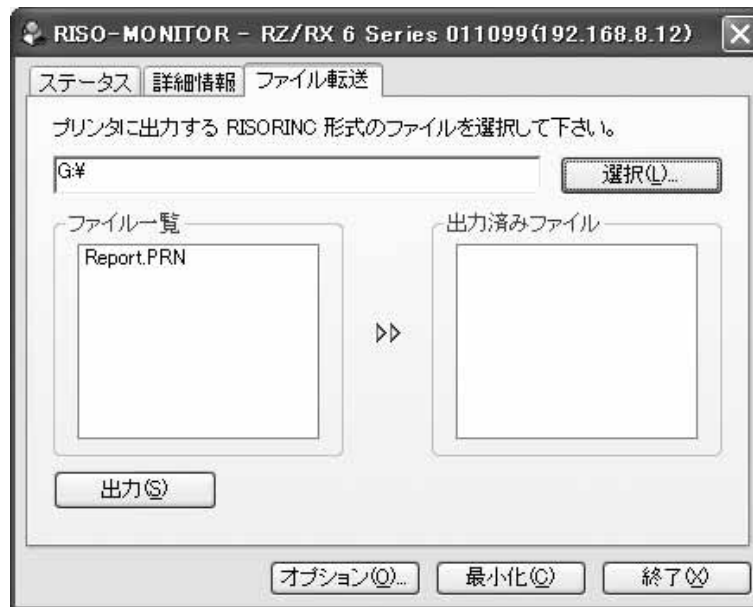 RISO-MONITOR - RZ/RX 6 Series 011099(192.168.8.12)
ステータス 詳細情報 ファイル転送
プリンタに出力する RISORINC 形式のファイルを選択して下さい。
G:¥ 選択(L)...
ファイル一覧 出力済みファイル
Report.PRN
出力(S)
オプション(O)... 最小化(C) 終了(X)